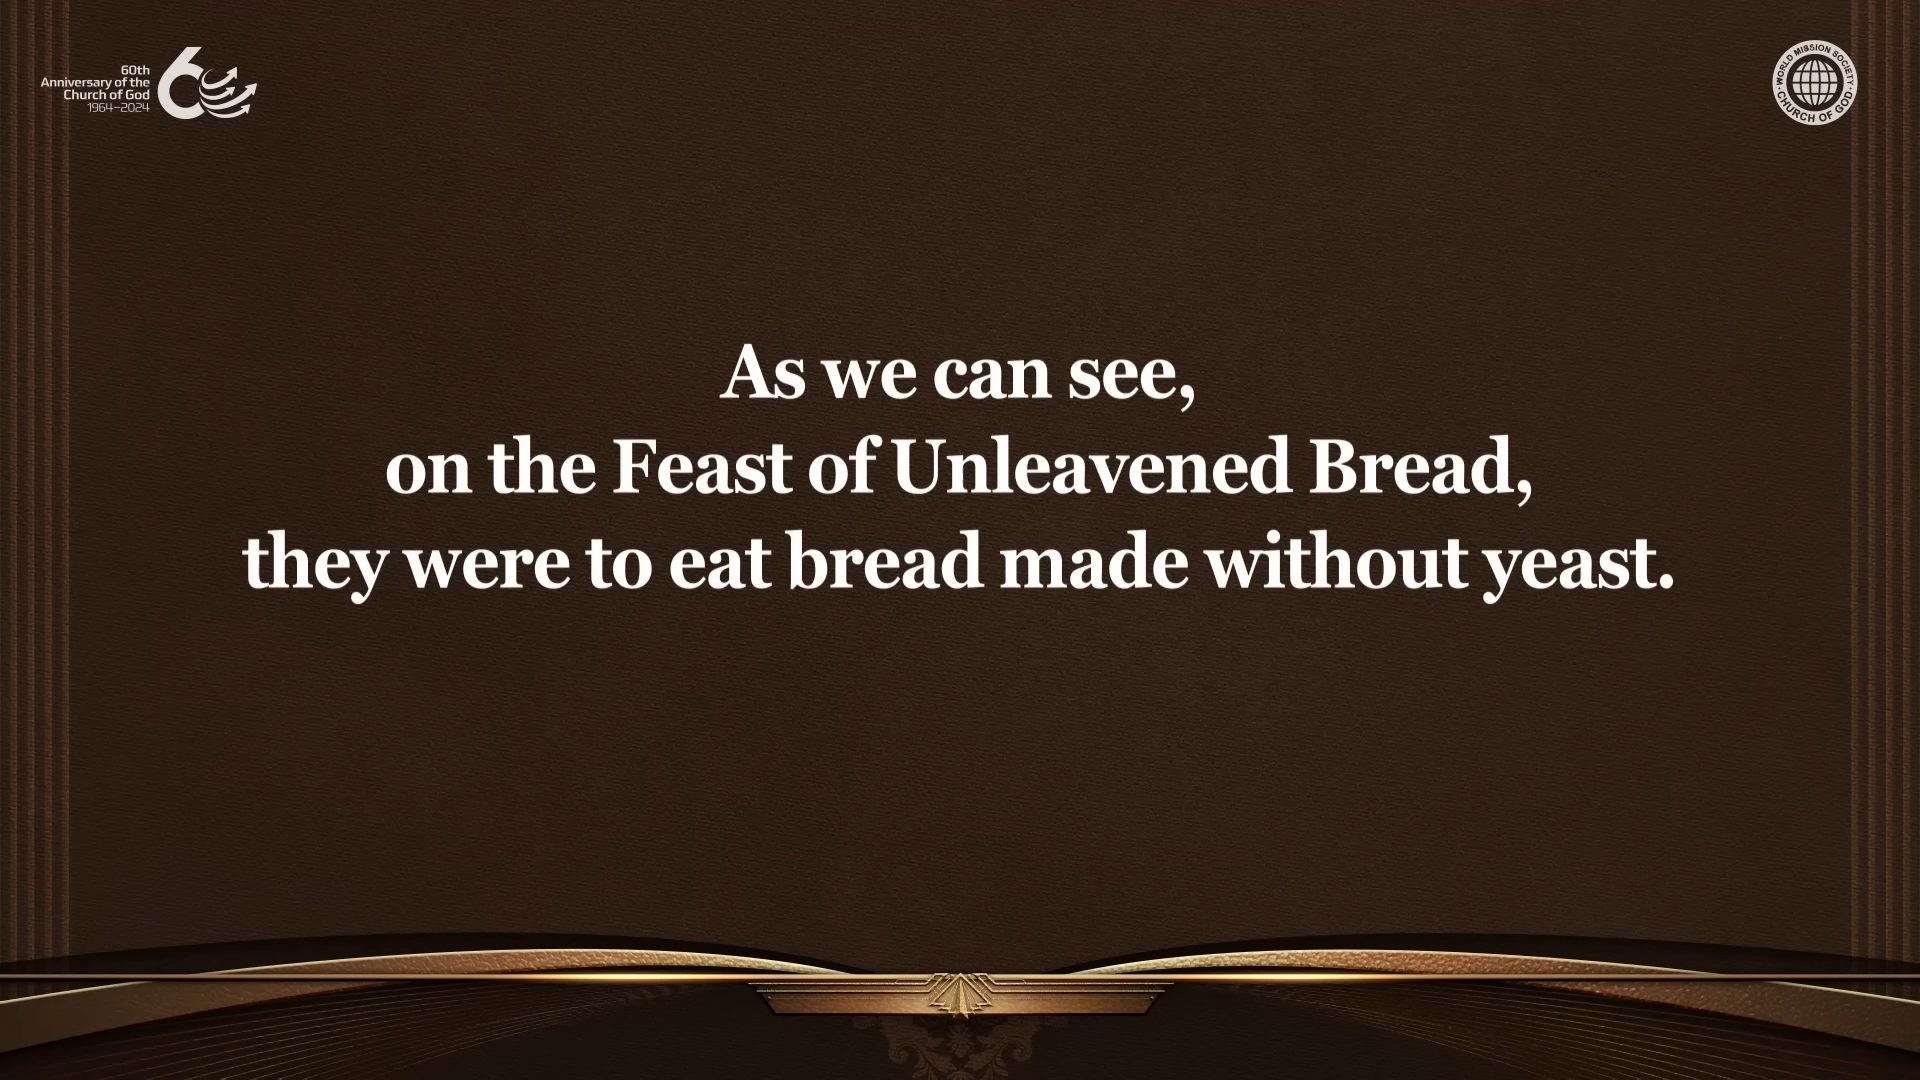 60th
Anniversary of the
Church of God
1964–2024
WORLD MISSION SOCIETY
CHURCH OF GOD
As we can see,
on the Feast of Unleavened Bread,
they were to eat bread made without yeast.